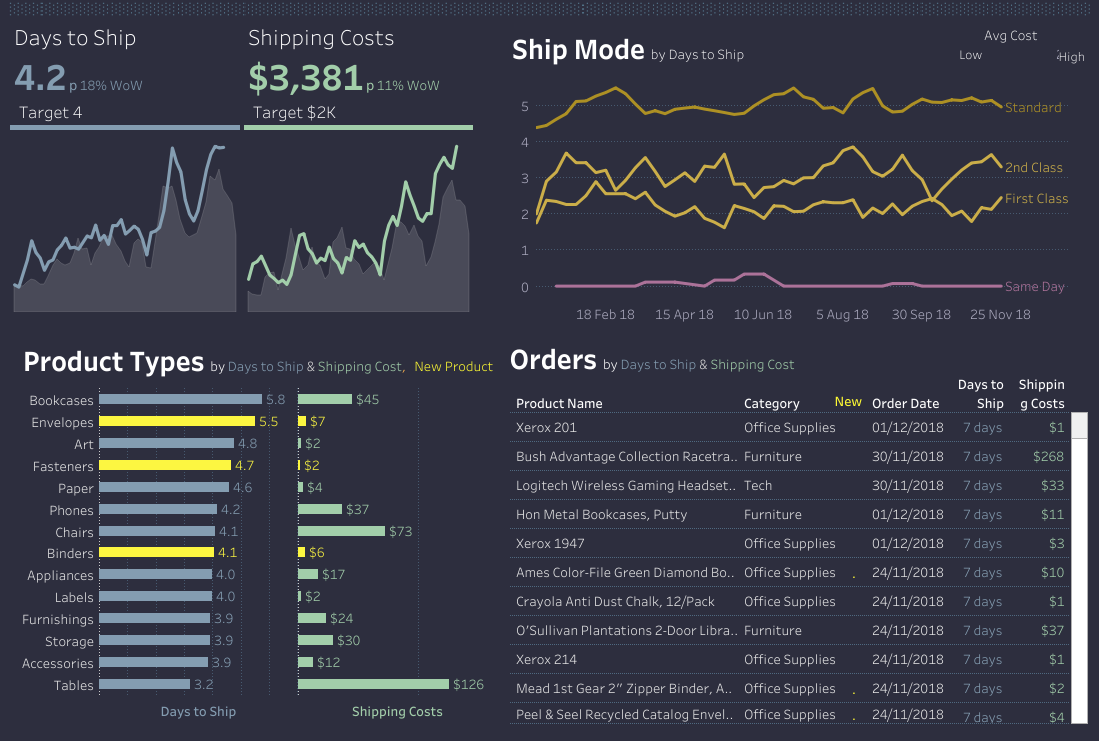 Days to Ship
4.2 p 18% WoW
Target 4
Shipping Costs
$3,381 p 11% WoW
Target $2K
Ship Mode by Days to Ship
Avg Cost
Low High
5
4
3
2
1
0
Standard
2nd Class
First Class
Same Day
18 Feb 18 15 Apr 18 10 Jun 18 5 Aug 18 30 Sep 18 25 Nov 18
Product Types by Days to Ship & Shipping Cost, New Product
Bookcases 5.8 $45
Envelopes 5.5 $7
Art 4.8 $2
Fasteners 4.7 $2
Paper 4.6 $4
Phones 4.2 $37
Chairs 4.1 $73
Binders 4.1 $6
Appliances 4.0 $17
Labels 4.0 $2
Furnishings 3.9 $24
Storage 3.9 $30
Accessories 3.9 $12
Tables 3.2 $126
Days to Ship Shipping Costs
Orders by Days to Ship & Shipping Cost
Days to Shippin
Product Name Category New Order Date Ship g Costs
Xerox 201 Office Supplies 01/12/2018 7 days $1
Bush Advantage Collection Racetra.. Furniture 30/11/2018 7 days $268
Logitech Wireless Gaming Headset.. Tech 30/11/2018 7 days $33
Hon Metal Bookcases, Putty Furniture 01/12/2018 7 days $11
Xerox 1947 Office Supplies 01/12/2018 7 days $3
Ames Color-File Green Diamond Bo.. Office Supplies . 24/11/2018 7 days $10
Crayola Anti Dust Chalk, 12/Pack Office Supplies 24/11/2018 7 days $1
O'Sullivan Plantations 2-Door Libra.. Furniture 24/11/2018 7 days $37
Xerox 214 Office Supplies 24/11/2018 7 days $1
Mead 1st Gear 2" Zipper Binder, A.. Office Supplies . 24/11/2018 7 days $2
Peel & Seel Recycled Catalog Envel.. Office Supplies . 24/11/2018 7 days $4